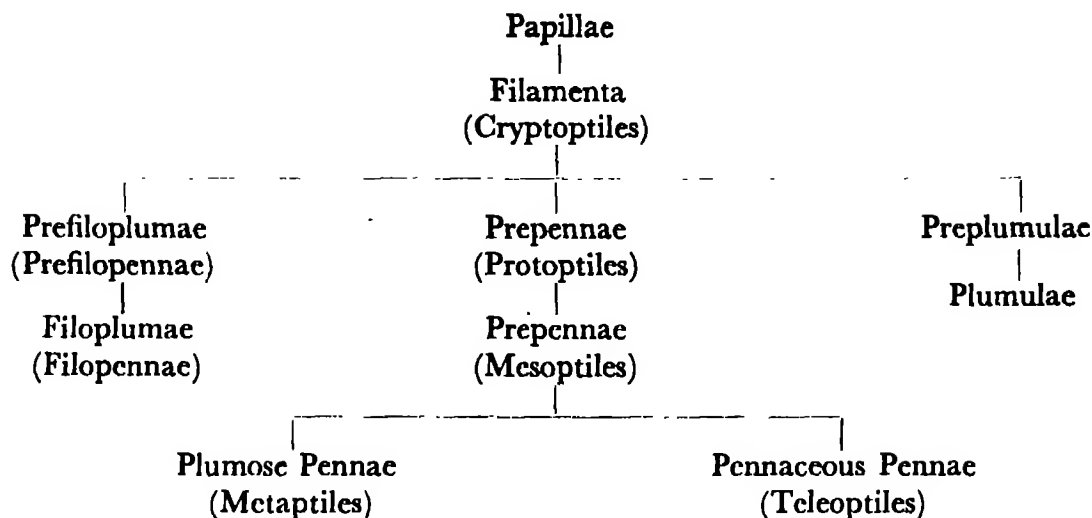 Papillae
Filamenta
(Cryptoptiles)
Prefiloplumae Prepennae Preplumulae
(Prefilopennae) (Protoptiles)
Plumulae
Filoplumae Prepennae
(Filopennae) (Mesoptiles)
Plumose Pennae Pennaceous Pennae
(Metaptiles) (Teleoptiles)